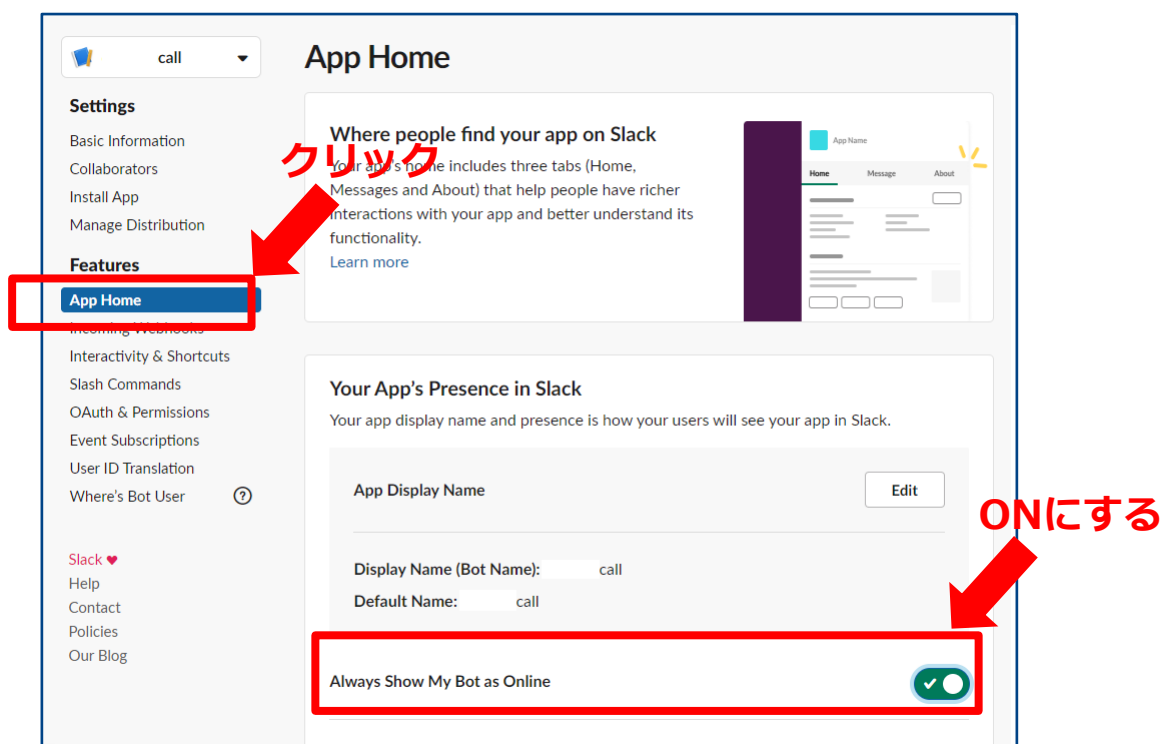 call
App Home
Settings
Basic Information
Collaborators
Install App
Manage Distribution
Features
App Home
Incoming Webhooks
Interactivity & Shortcuts
Slash Commands
OAuth & Permissions
Event Subscriptions
User ID Translation
Where's Bot User
Slack
Help
Contact
Policies
Our Blog
クリック
Where people find your app on Slack
Your app's home includes three tabs (Home,
Messages and About) that help people have richer
interactions with your app and better understand its
functionality.
Learn more
App Name
Home Message About
Your App's Presence in Slack
Your app display name and presence is how your users will see your app in Slack.
App Display Name
Edit
ONにする
Display Name (Bot Name): call
Default Name: call
Always Show My Bot as Online